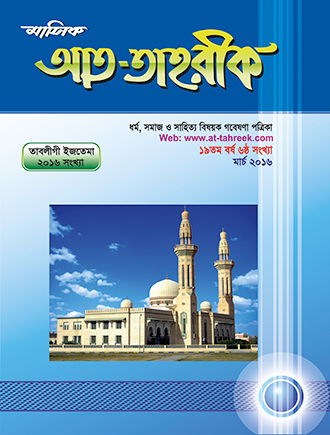 মাসিক
আত-তাহরীক
ধর্ম, সমাজ ও সাহিত্য বিষয়ক গবেষণা পত্রিকা
Web: www.at-tahreek.com
১৯তম বর্ষ ৬ষ্ঠ সংখ্যা
মার্চ ২০১৬
তাবলীগী ইজতেমা
২০১৬ সংখ্যা